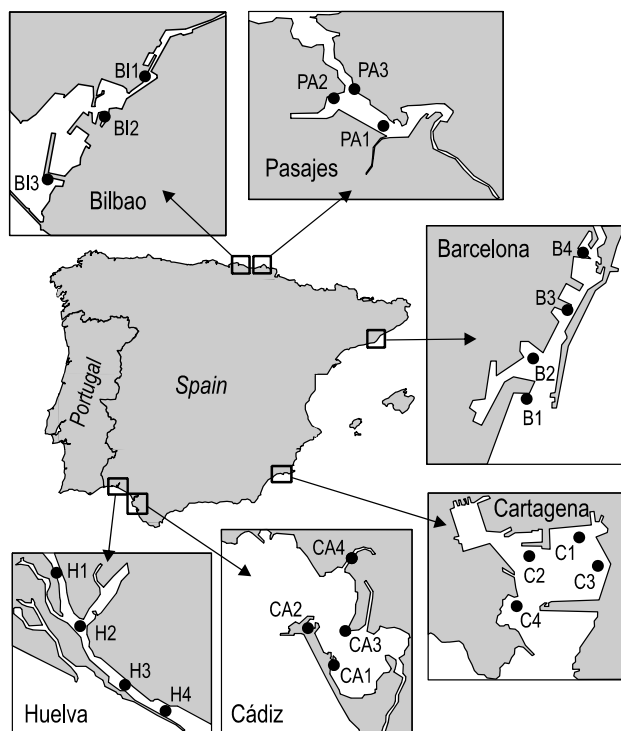 BI1
BI2
BI3
Bilbao
PA3
PA2
PA1
Pasajes
Barcelona
B4
B3
B2
B1
Portugal
Spain
Cartagena
C1
C2
C3
C4
H1
H2
H3
H4
Huelva
CA4
CA2
CA3
CA1
Cádiz